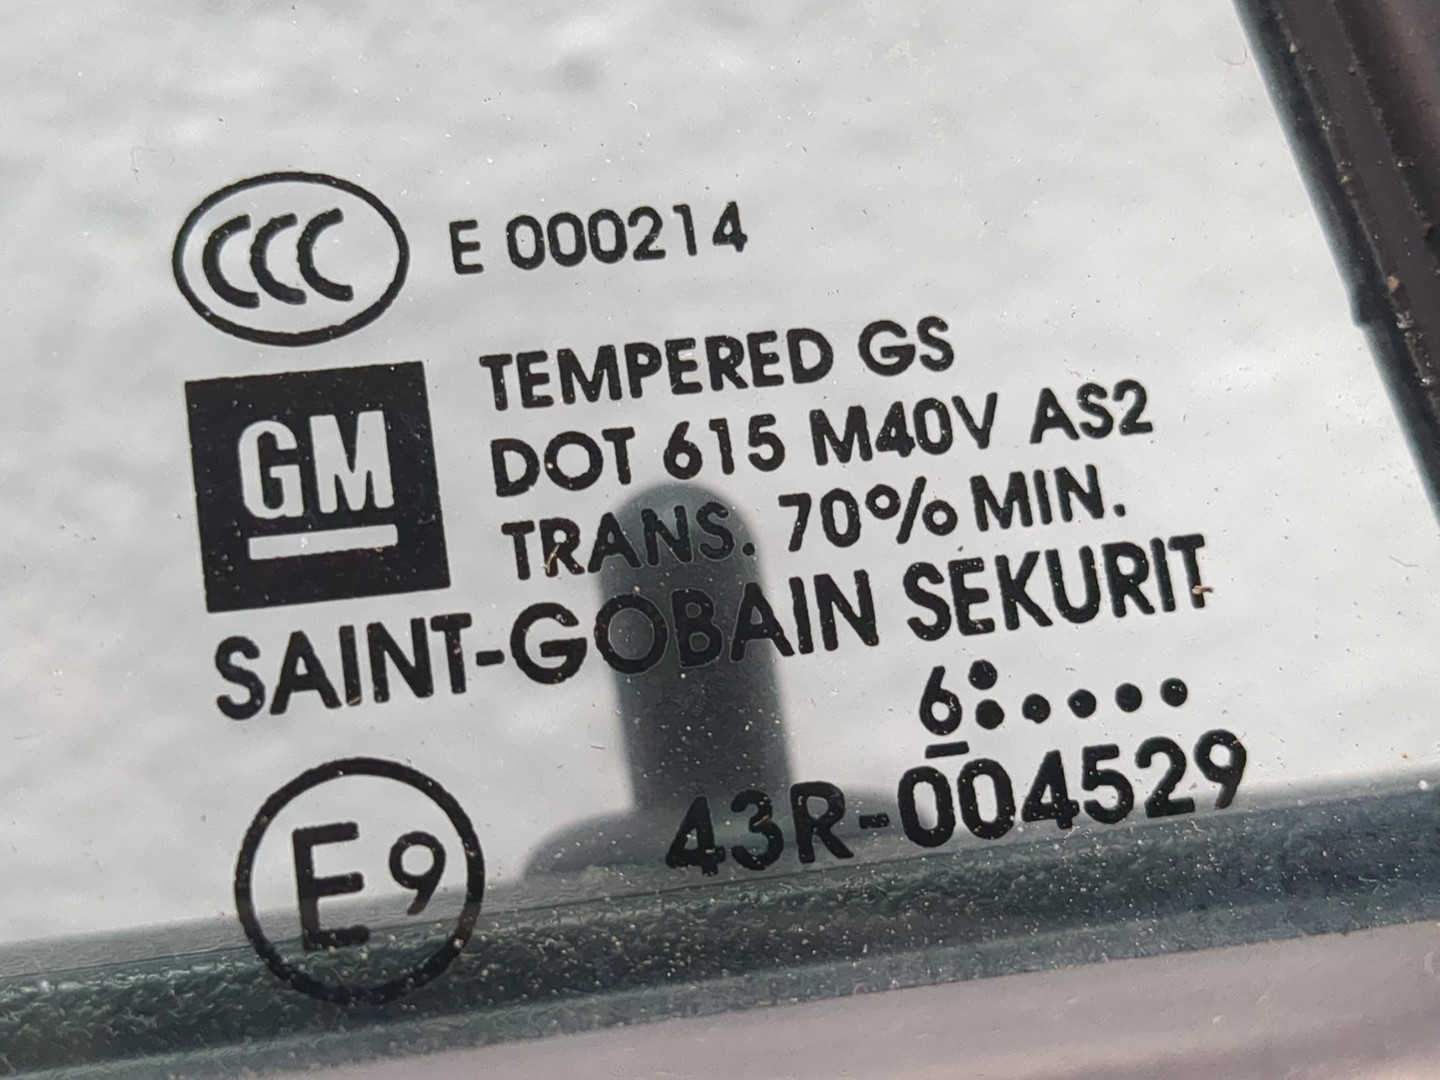 CCC E 000214
GM
TEMPERED GS
DOT 615 M40V AS2
TRANS. 70% MIN.
SAINT-GOBAIN SEKURIT
6
E9
43R-004529